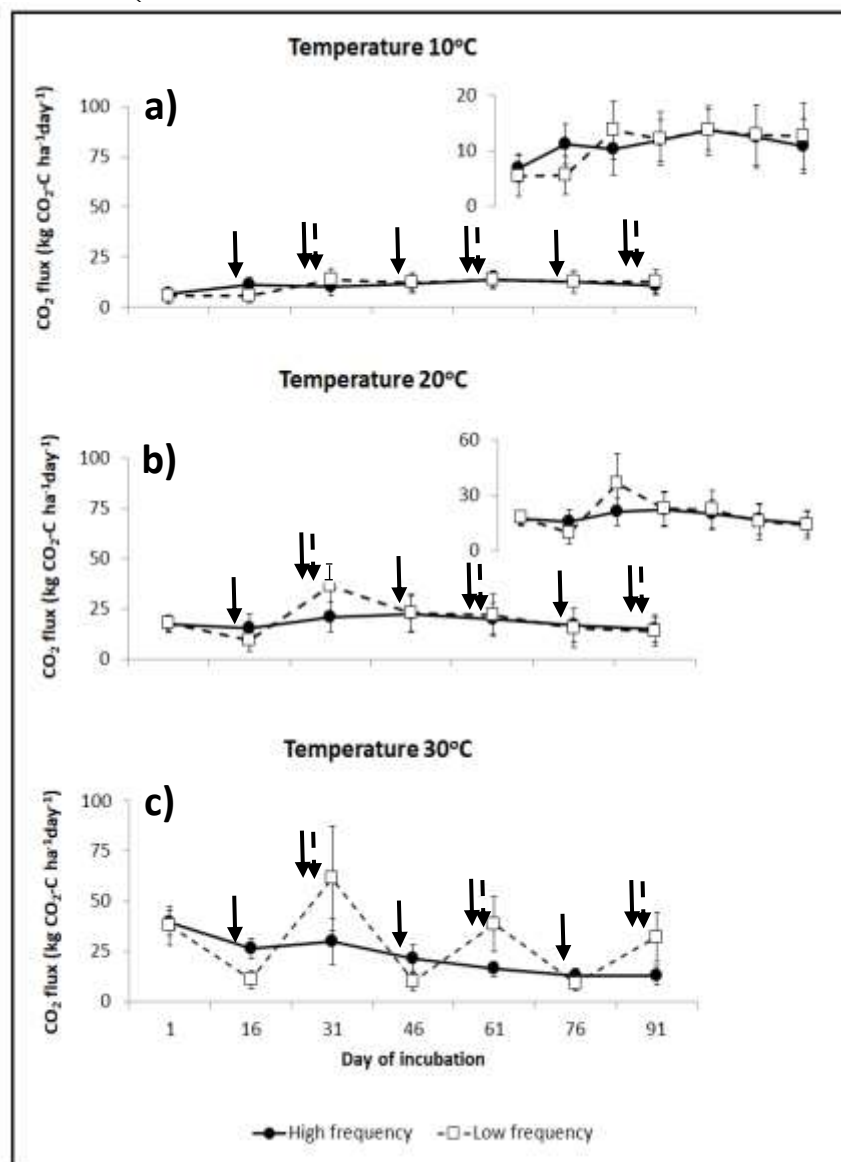 Temperature 10°C
a)
CO₂ flux (kg CO₂-C ha⁻¹day⁻¹)
100
75
50
25
0
20
10
0
Temperature 20°C
b)
CO₂ flux (kg CO₂-C ha⁻¹day⁻¹)
100
75
50
25
0
60
30
0
Temperature 30°C
c)
CO₂ flux (kg CO₂-C ha⁻¹day⁻¹)
100
75
50
25
0
1 16 31 46 61 76 91
Day of incubation
High frequency Low frequency